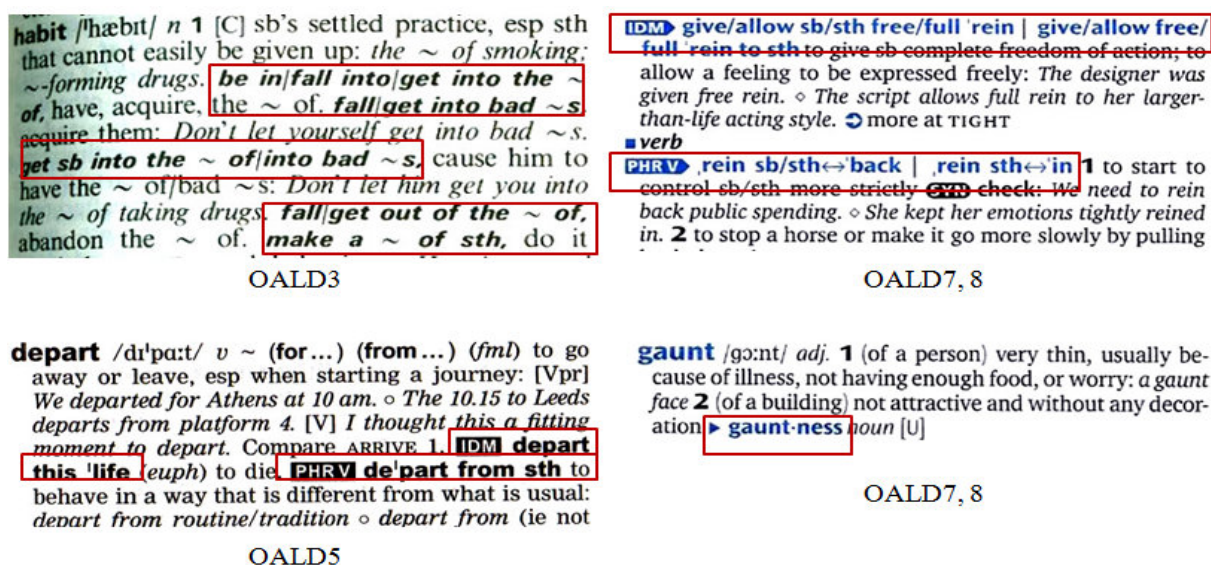 habit /ˈhæbɪt/ n 1 [C] sb's settled practice, esp sth
that cannot easily be given up: the ~ of smoking;
~-forming drugs. be in|fall into|get into the ~
of, have, acquire, the ~ of. fall|get into bad ~s,
acquire them: Don't let yourself get into bad ~s.
get sb into the ~ of|into bad ~s, cause him to
have the ~ of/bad ~s: Don't let him get you into
the ~ of taking drugs. fall|get out of the ~ of,
abandon the ~ of. make a ~ of sth, do it
OALD3
IDM give/allow sb/sth free/full ˈrein | give/allow free/
full ˈrein to sth to give sb complete freedom of action; to
allow a feeling to be expressed freely: The designer was
given free rein. ⋄ The script allows full rein to her larger-
than-life acting style. ➲ more at TIGHT
■ verb
PHR V ˌrein sb/sth↔ˈback | ˌrein sth↔ˈin 1 to start to
control sb/sth more strictly SYN check: We need to rein
back public spending. ⋄ She kept her emotions tightly reined
in. 2 to stop a horse or make it go more slowly by pulling
OALD7, 8
depart /dɪˈpɑːt/ v ~ (for...) (from...) (fml) to go
away or leave, esp when starting a journey: [Vpr]
We departed for Athens at 10 am. ○ The 10.15 to Leeds
departs from platform 4. [V] I thought this a fitting
moment to depart. Compare ARRIVE 1. IDM depart
this ˈlife (euph) to die. PHR V deˈpart from sth to
behave in a way that is different from what is usual:
depart from routine/tradition ○ depart from (ie not
OALD5
gaunt /ɡɔːnt/ adj. 1 (of a person) very thin, usually be-
cause of illness, not having enough food, or worry: a gaunt
face 2 (of a building) not attractive and without any decor-
ation ▸ gaunt·ness noun [U]
OALD7, 8